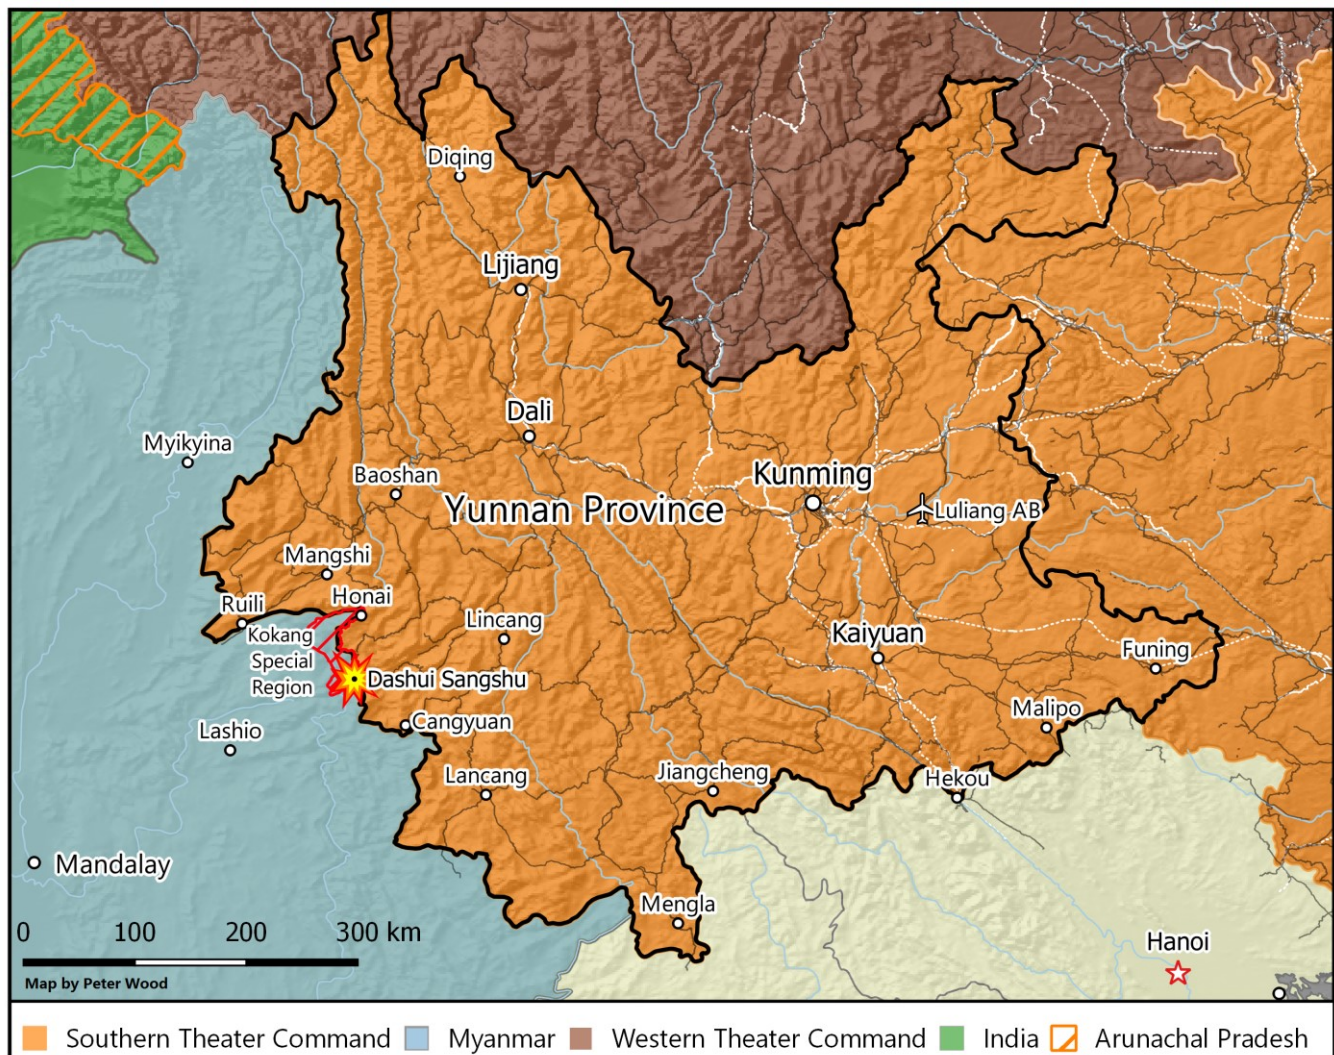 Diqing
Lijiang
Dali
Myikyina
Baoshan
Kunming
Yunnan Province
Luliang AB
Mangshi
Honai
Ruili
Lincang
Kokang
Special
Region
Kaiyuan
Funing
Dashui Sangshu
Cangyuan
Malipo
Lashio
Lancang
Jiangcheng
Hekou
Mandalay
Mengla
Hanoi
0 100 200 300 km
Map by Peter Wood
Southern Theater Command Myanmar Western Theater Command India Arunachal Pradesh